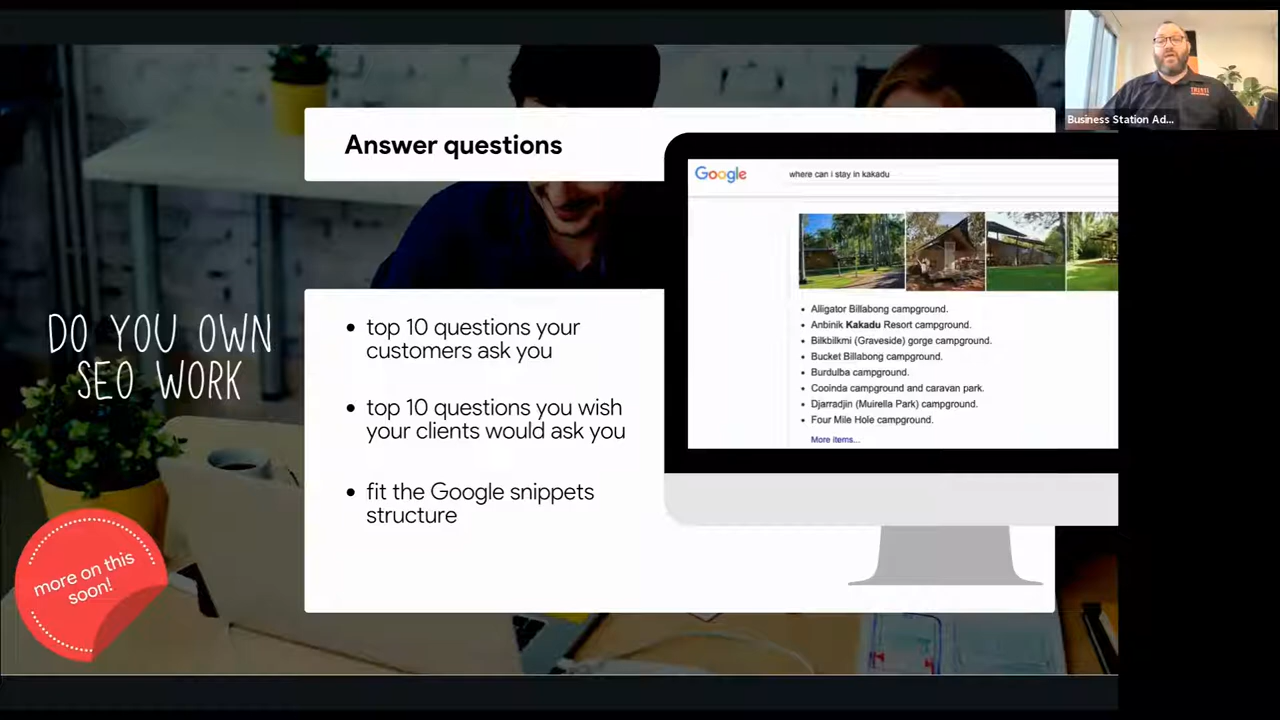 Business Station Ad...
Answer questions
Google
where can i stay in kakadu
Alligator Billabong campground.
Anbinik Kakadu Resort campground.
Bilkbilkmi (Graveside) gorge campground.
Bucket Billabong campground.
Burdulba campground.
Cooinda campground and caravan park.
Djarradjin (Muirella Park) campground.
Four Mile Hole campground.
More items...
DO YOU OWN
SEO WORK
• top 10 questions your
customers ask you
• top 10 questions you wish
your clients would ask you
• fit the Google snippets
structure
more on this
soon!